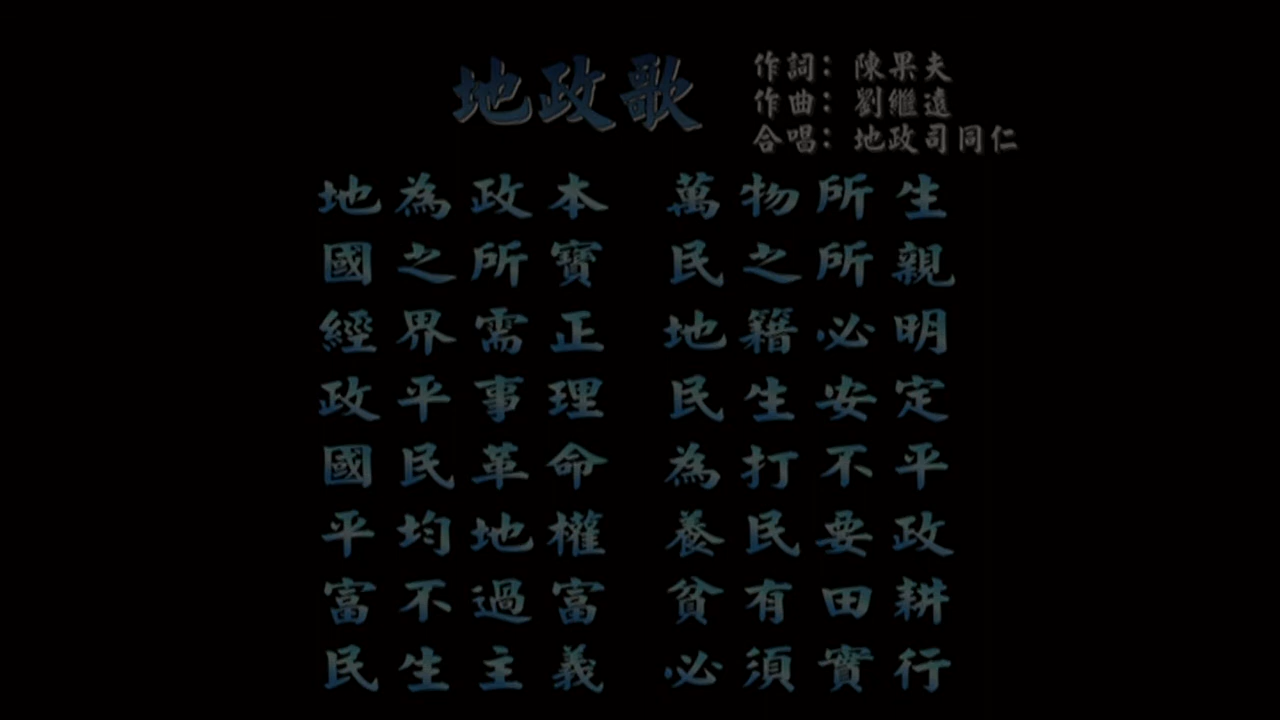 地政歌
作詞：陳果夫
作曲：劉繼遠
合唱：地政司同仁
地為政本 萬物所生
國之所寶 民之所親
經界需正 地籍必明
政平事理 民生安定
國民革命 為打不平
平均地權 養民要政
富不過富 貧有田耕
民生主義 必須實行